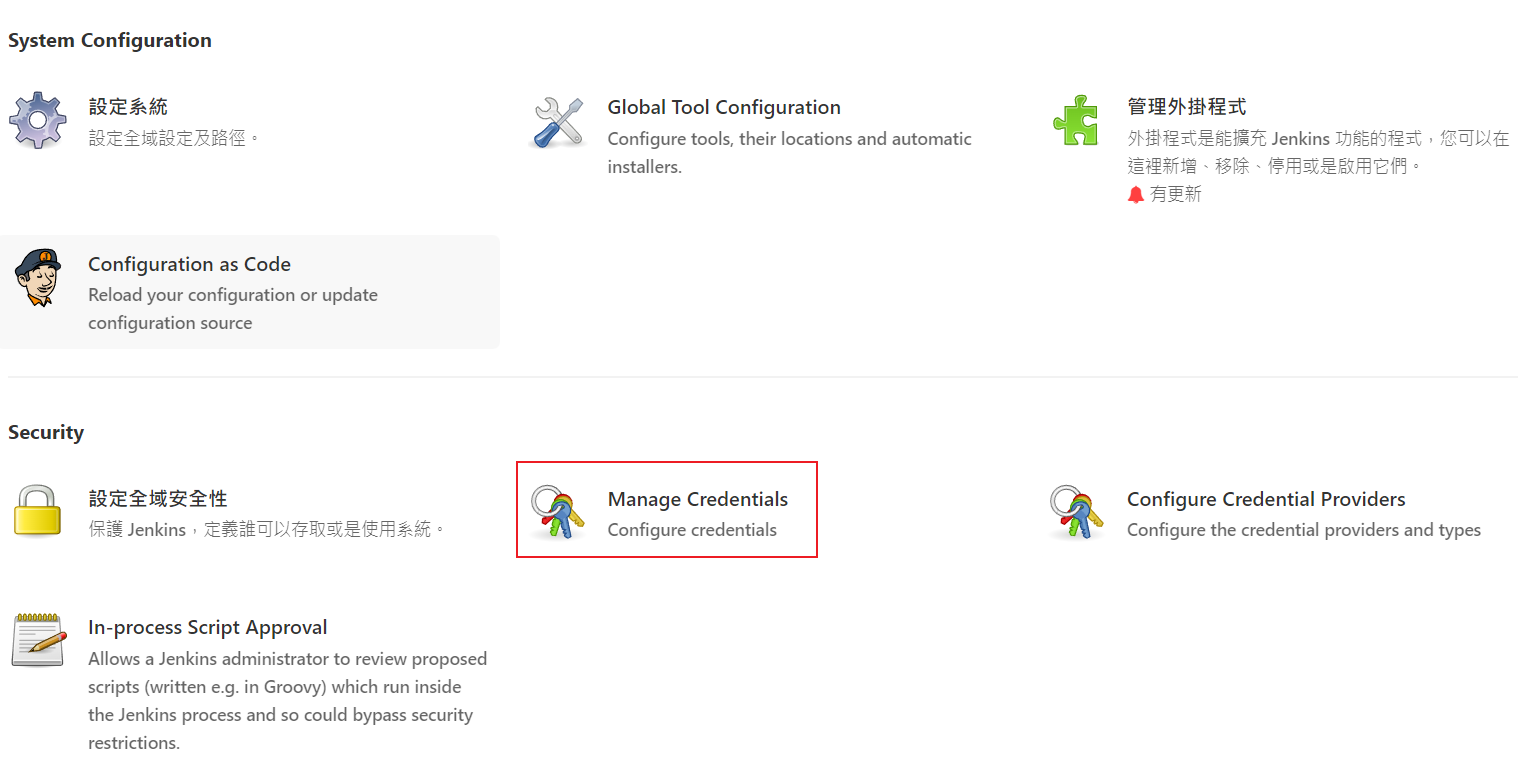 System Configuration
設定系統
設定全域設定及路徑。
Global Tool Configuration
Configure tools, their locations and automatic
installers.
管理外掛程式
外掛程式是能擴充 Jenkins 功能的程式，您可以在
這裡新增、移除、停用或是啟用它們。
有更新
Configuration as Code
Reload your configuration or update
configuration source
Security
設定全域安全性
保護 Jenkins，定義誰可以存取或是使用系統。
Manage Credentials
Configure credentials
Configure Credential Providers
Configure the credential providers and types
In-process Script Approval
Allows a Jenkins administrator to review proposed
scripts (written e.g. in Groovy) which run inside
the Jenkins process and so could bypass security
restrictions.